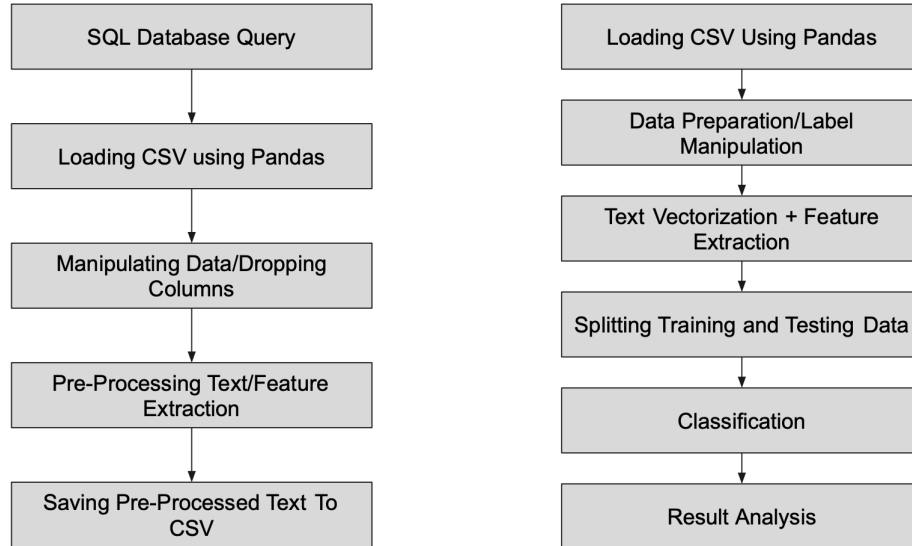 SQL Database Query
Loading CSV using Pandas
Manipulating Data/Dropping
Columns
Pre-Processing Text/Feature
Extraction
Saving Pre-Processed Text To
CSV
Loading CSV Using Pandas
Data Preparation/Label
Manipulation
Text Vectorization + Feature
Extraction
Splitting Training and Testing Data
Classification
Result Analysis